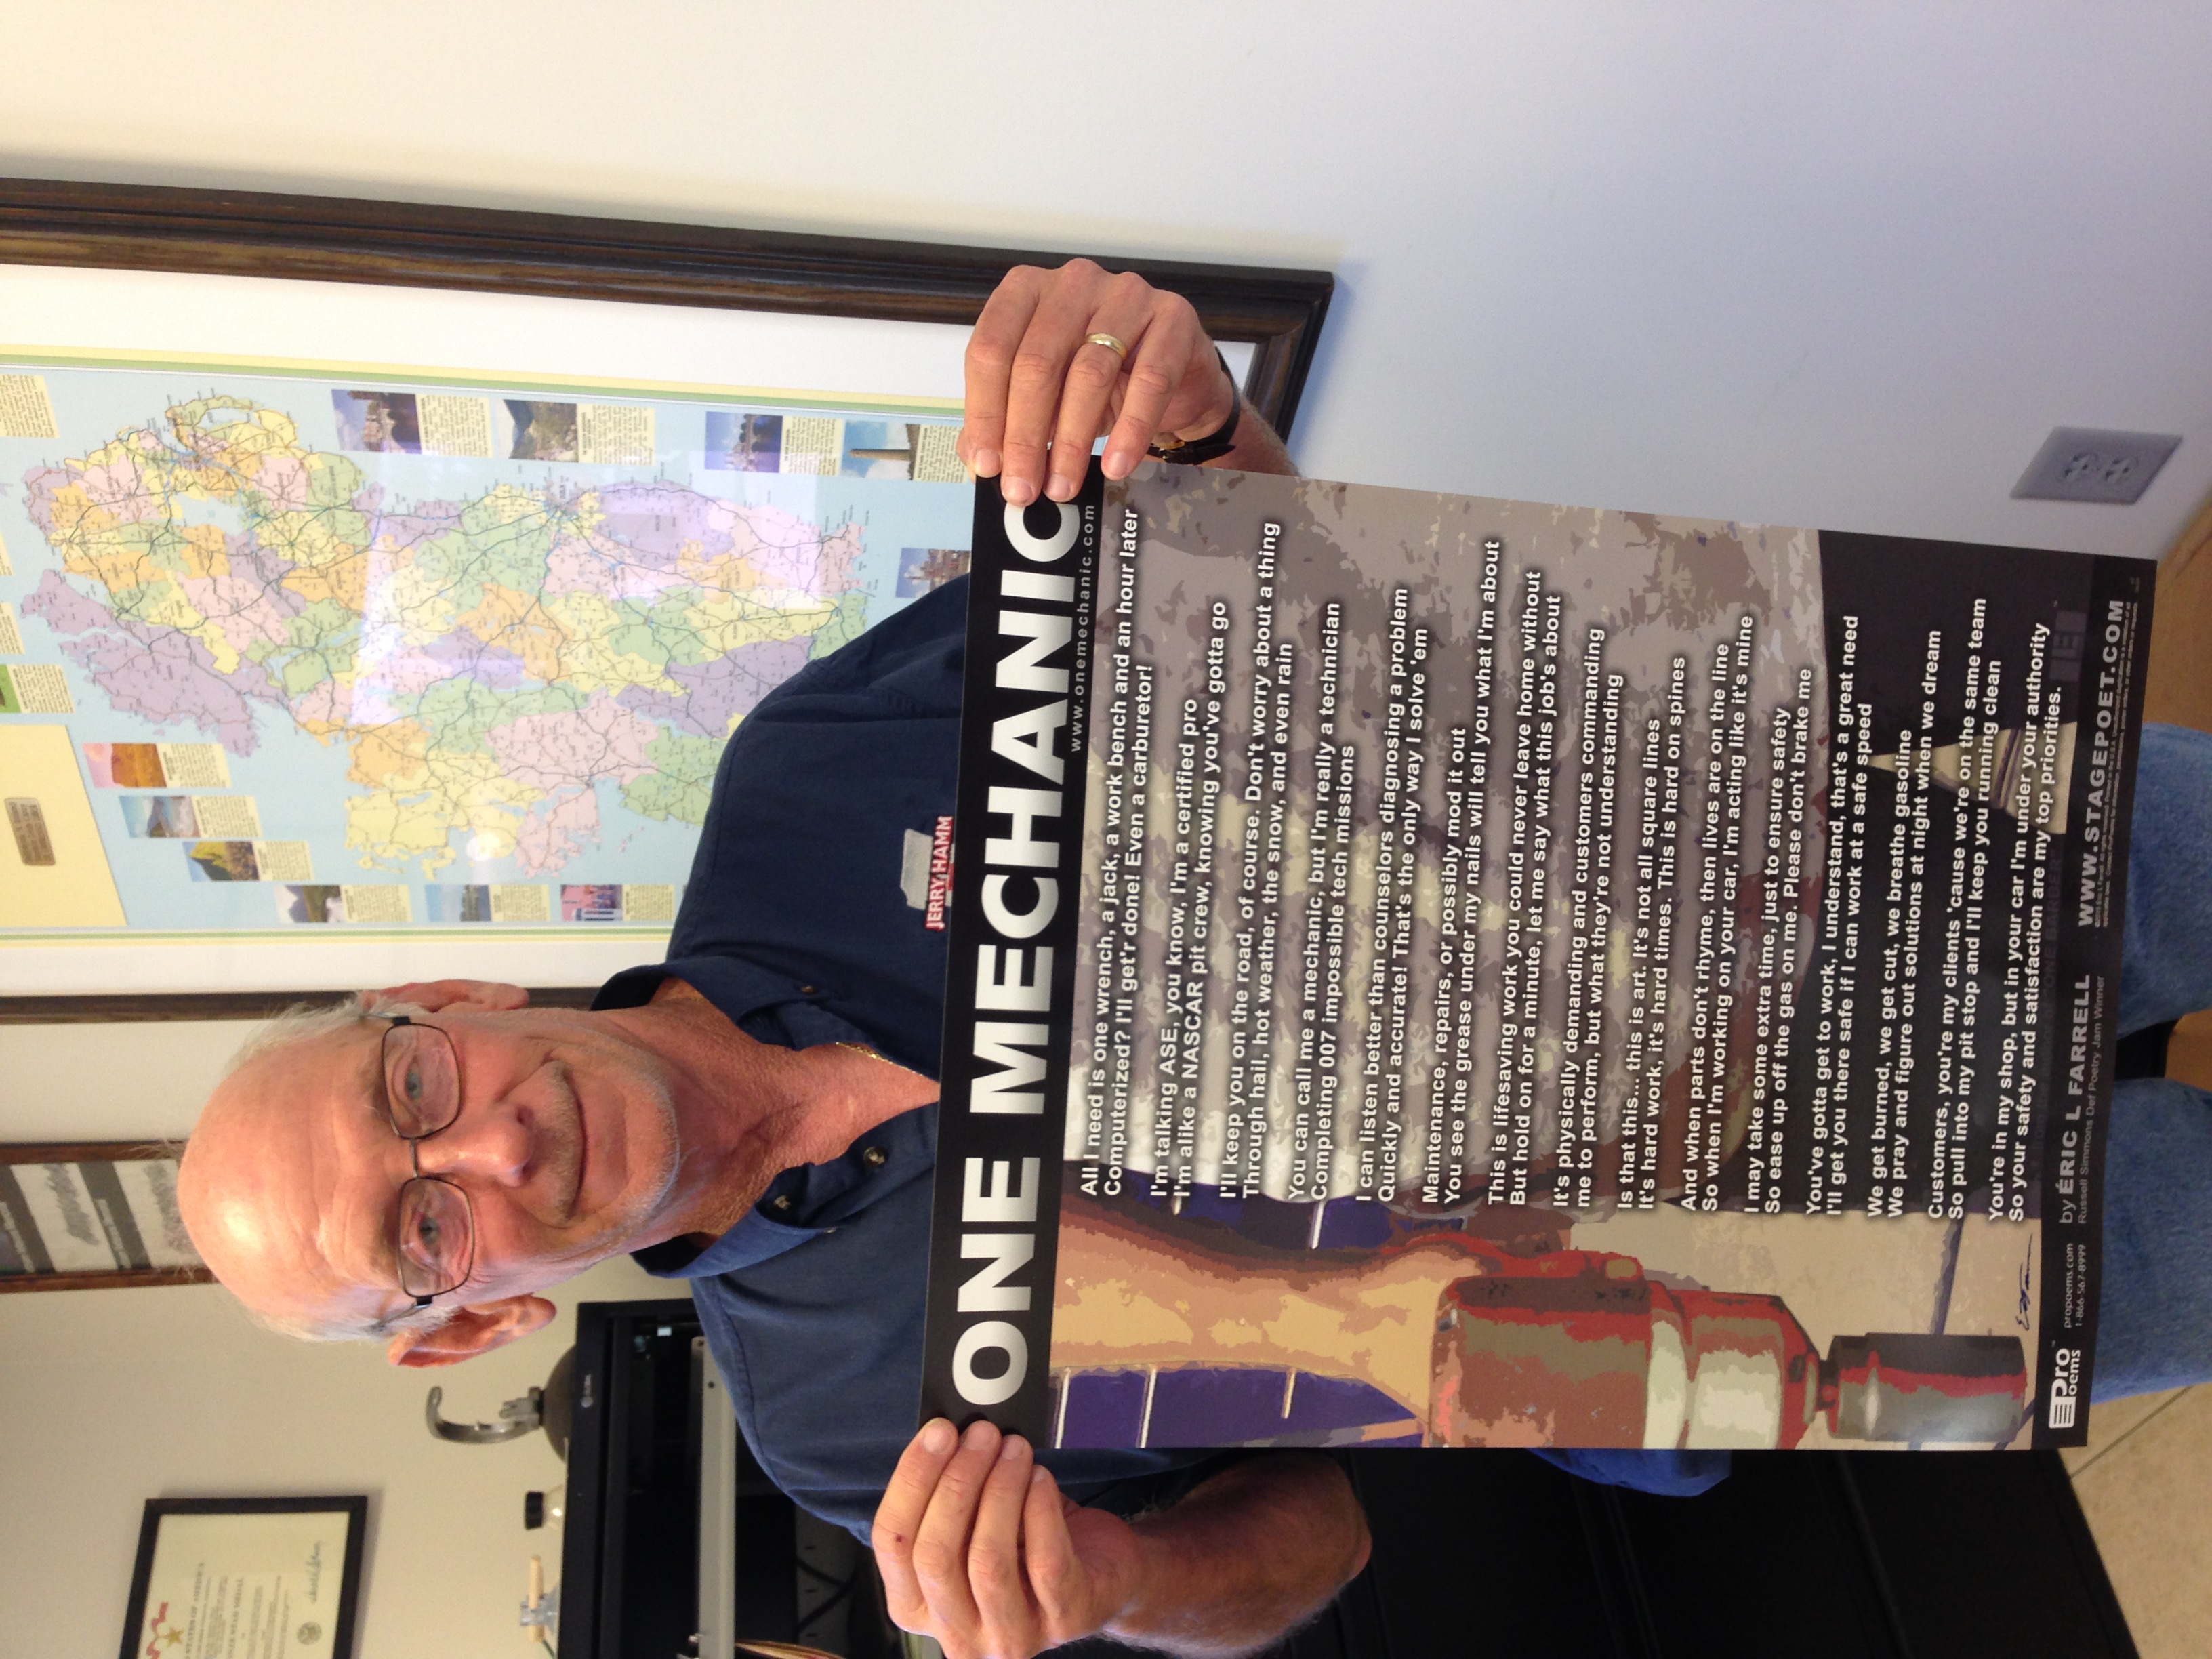 JERRY HAMM
ONE MECHANIC
www.onemechanic.com
All I need is one wrench, a jack, a work bench and an hour later
Computerized? I'll get'r done! Even a carburetor!
I'm talking ASE, you know, I'm a certified pro
I'm alike a NASCAR pit crew, knowing you've gotta go
I'll keep you on the road, of course. Don't worry about a thing
Through hail, hot weather, the snow, and even rain
You can call me a mechanic, but I'm really a technician
Completing 007 impossible tech missions
I can listen better than counselors diagnosing a problem
Quickly and accurate! That's the only way I solve 'em
Maintenance, repairs, or possibly mod it out
You see the grease under my nails will tell you what I'm about
This is lifesaving work you could never leave home without
But hold on for a minute, let me say what this job's about
It's physically demanding and customers commanding
me to perform, but what they're not understanding
Is that this... this is art. It's not all square lines
It's hard work, it's hard times. This is hard on spines
And when parts don't rhyme, then lives are on the line
So when I'm working on your car, I'm acting like it's mine
I may take some extra time, just to ensure safety
So ease up off the gas on me. Please don't brake me
You've gotta get to work, I understand, that's a great need
I'll get you there safe if I can work at a safe speed
We get burned, we get cut, we breathe gasoline
We pray and figure out solutions at night when we dream
Customers, you're my clients 'cause we're on the same team
So pull into my pit stop and I'll keep you running clean
You're in my shop, but in your car I'm under your authority
So your safety and satisfaction are my top priorities.
Pro Poems™
propoems.com
1-866-567-8999
by ÉRIC L FARRELL
Russell Simmons Def Poetry Jam Winner
WWW.STAGEPOET.COM